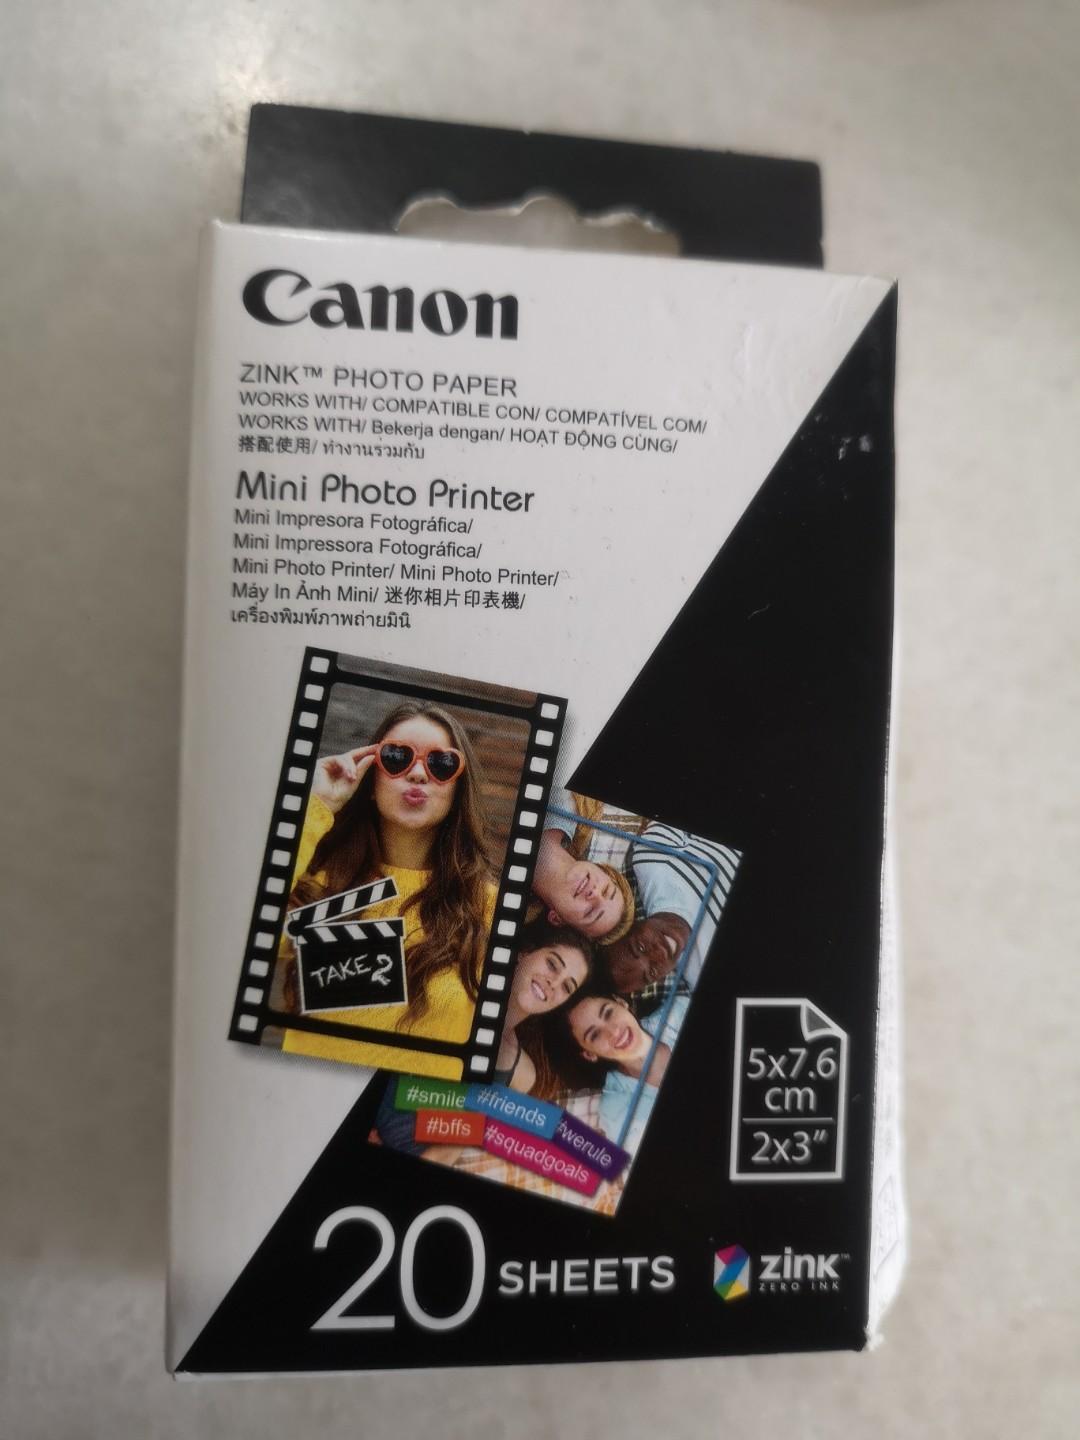 Canon
ZINK™ PHOTO PAPER
WORKS WITH/ COMPATIBLE CON/ COMPATÍVEL COM/
WORKS WITH/ Bekerja dengan/ HOẠT ĐỘNG CÙNG/
搭配使用/ ทำงานร่วมกับ
Mini Photo Printer
Mini Impresora Fotográfica/
Mini Impressora Fotográfica/
Mini Photo Printer/ Mini Photo Printer/
Máy In Ảnh Mini/ 迷你相片印表機/
เครื่องพิมพ์ภาพถ่ายมินิ
TAKE 2
#smile #friends
#bffs #squadgoals #werule
5x7.6
cm
2x3"
20 SHEETS
zink™
ZERO INK